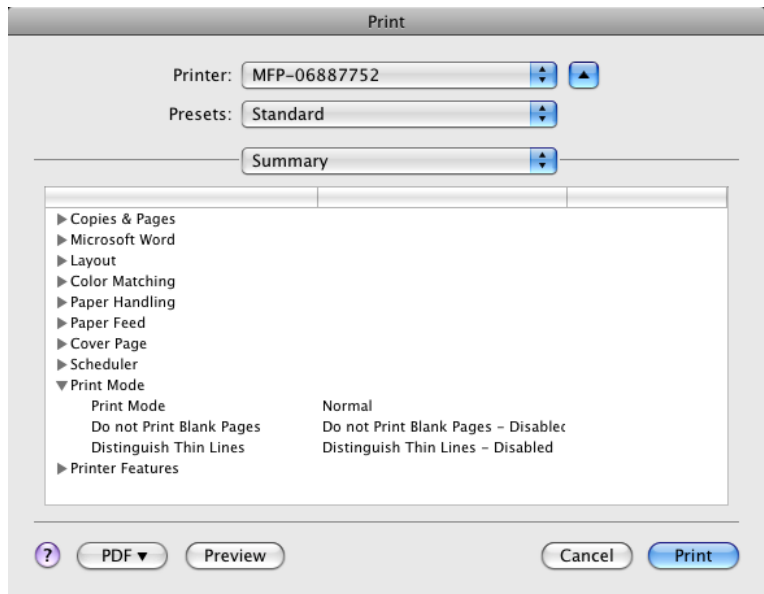 Print
Printer: MFP-06887752
Presets: Standard
Summary
Copies & Pages
Microsoft Word
Layout
Color Matching
Paper Handling
Paper Feed
Cover Page
Scheduler
Print Mode
Print Mode Normal
Do not Print Blank Pages Do not Print Blank Pages – Disabled
Distinguish Thin Lines Distinguish Thin Lines – Disabled
Printer Features
? PDF Preview Cancel Print